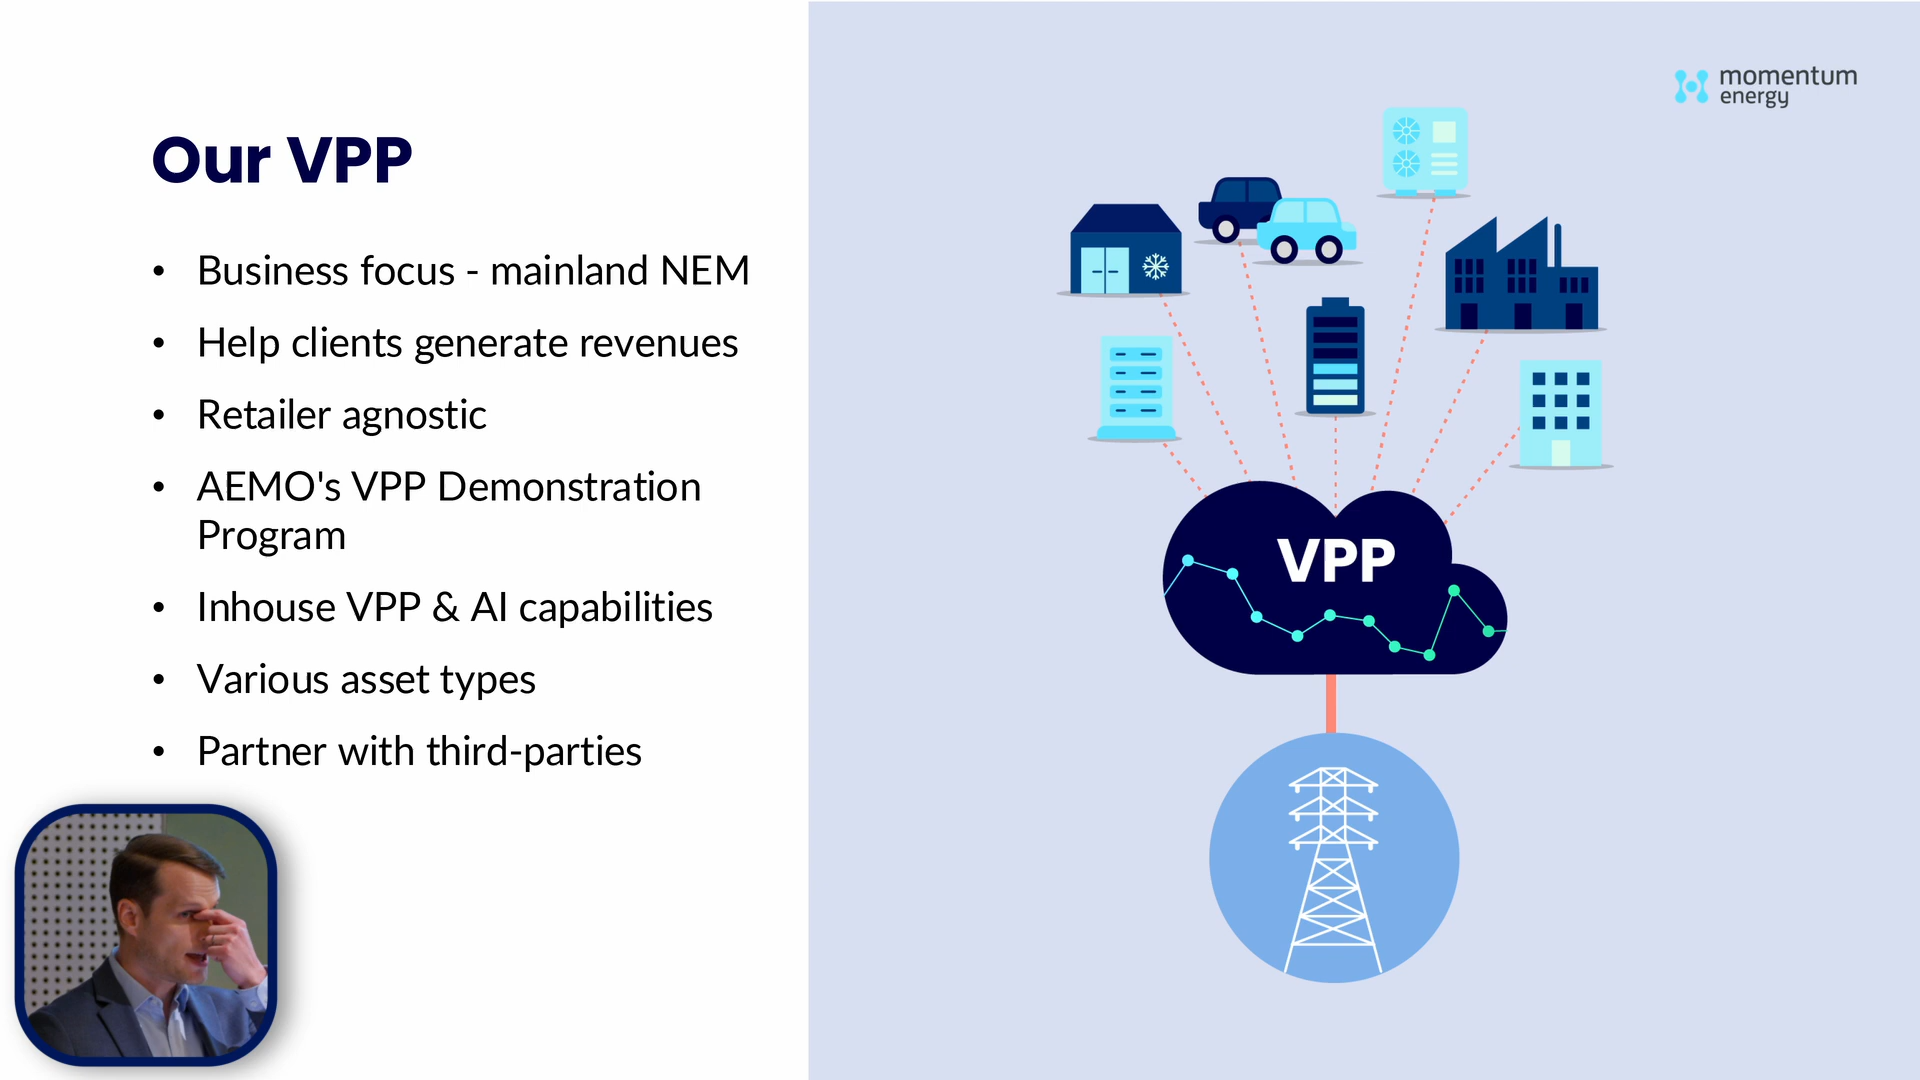 Our VPP
• Business focus - mainland NEM
• Help clients generate revenues
• Retailer agnostic
• AEMO's VPP Demonstration
Program
• Inhouse VPP & AI capabilities
• Various asset types
• Partner with third-parties
momentum
energy
VPP